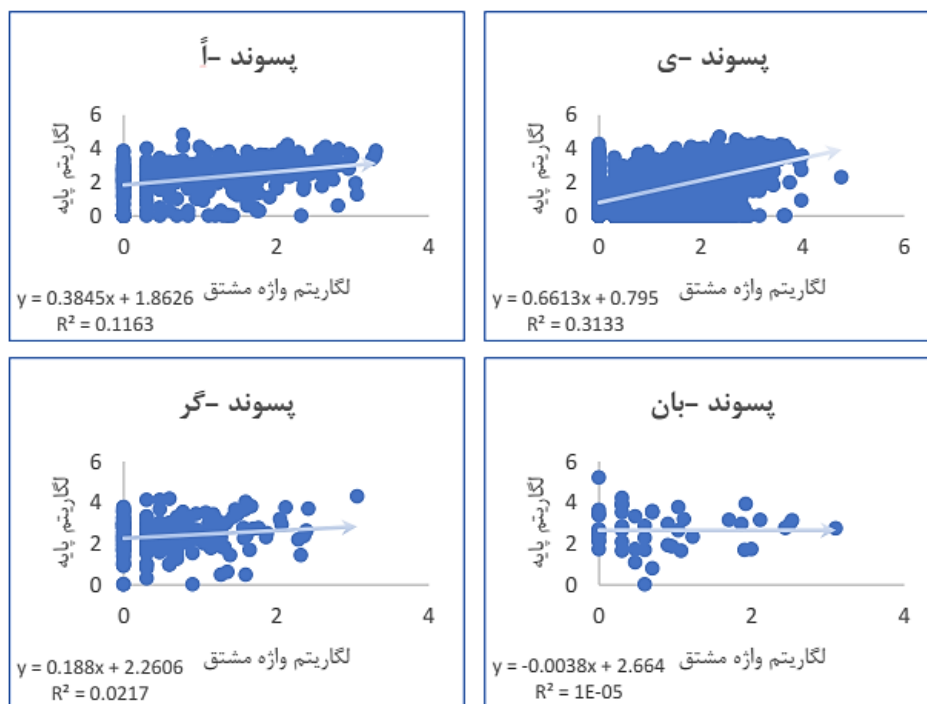 پسوند -ی
6
4
2
0
لگاریتم پایه
0
2
4
6
لگاریتم واژه مشتق
y = 0.6613x + 0.795
R² = 0.3133
پسوند -اً
6
4
2
0
لگاریتم پایه
0
2
4
لگاریتم واژه مشتق
y = 0.3845x + 1.8626
R² = 0.1163
پسوند -بان
6
4
2
0
لگاریتم پایه
0
2
4
لگاریتم واژه مشتق
y = -0.0038x + 2.664
R² = 1E-05
پسوند -گر
6
4
2
0
لگاریتم پایه
0
2
4
لگاریتم واژه مشتق
y = 0.188x + 2.2606
R² = 0.0217